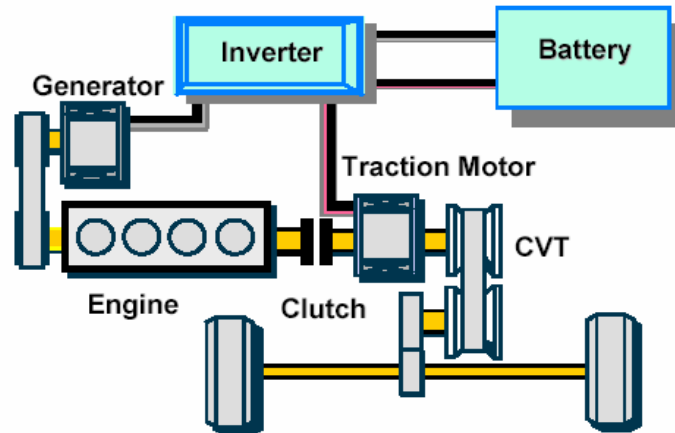 Inverter
Battery
Generator
Traction Motor
CVT
Engine
Clutch